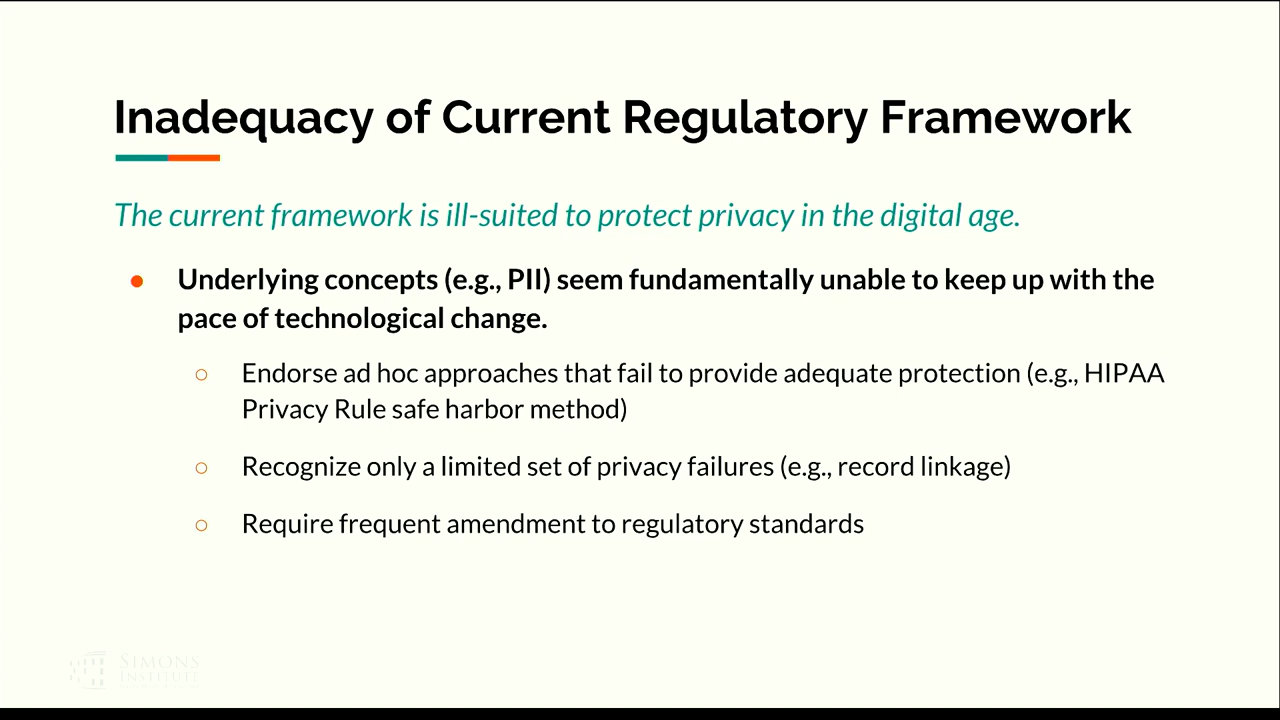 Inadequacy of Current Regulatory Framework
The current framework is ill-suited to protect privacy in the digital age.
● Underlying concepts (e.g., PII) seem fundamentally unable to keep up with the
pace of technological change.
○ Endorse ad hoc approaches that fail to provide adequate protection (e.g., HIPAA
Privacy Rule safe harbor method)
○ Recognize only a limited set of privacy failures (e.g., record linkage)
○ Require frequent amendment to regulatory standards
SIMONS
INSTITUTE